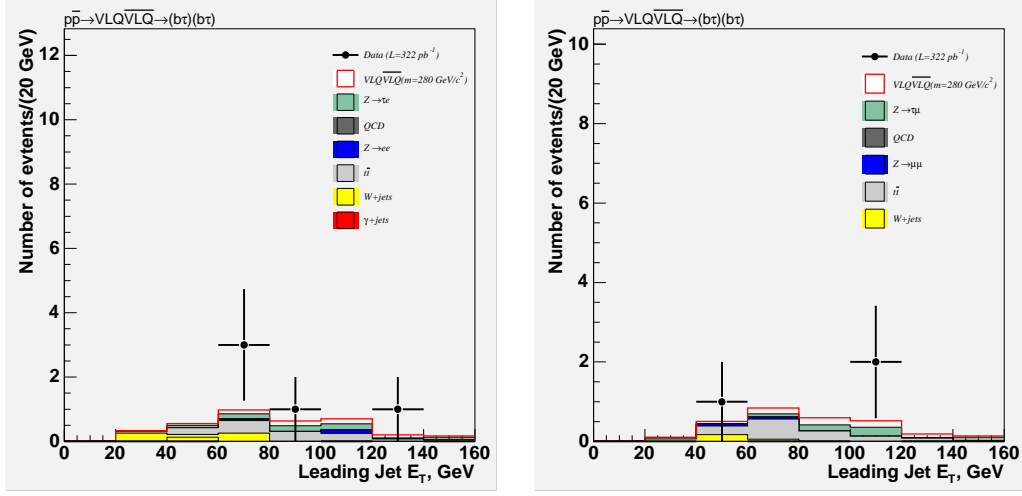 pp̅→VLQV̅L̅Q̅→(bτ)(bτ)
Number of evtents/(20 GeV)
12
10
8
6
4
2
0
Data (L=322 pb⁻¹)
VLQV̅L̅Q̅(m=280 GeV/c²)
Z→τe
QCD
Z→ee
tt̅
W+jets
γ+jets
0 20 40 60 80 100 120 140 160
Leading Jet E_T, GeV
pp̅→VLQV̅L̅Q̅→(bτ)(bτ)
Number of evtents/(20 GeV)
10
8
6
4
2
0
Data (L=322 pb⁻¹)
VLQV̅L̅Q̅(m=280 GeV/c²)
Z→τμ
QCD
Z→μμ
tt̅
W+jets
0 20 40 60 80 100 120 140 160
Leading Jet E_T, GeV